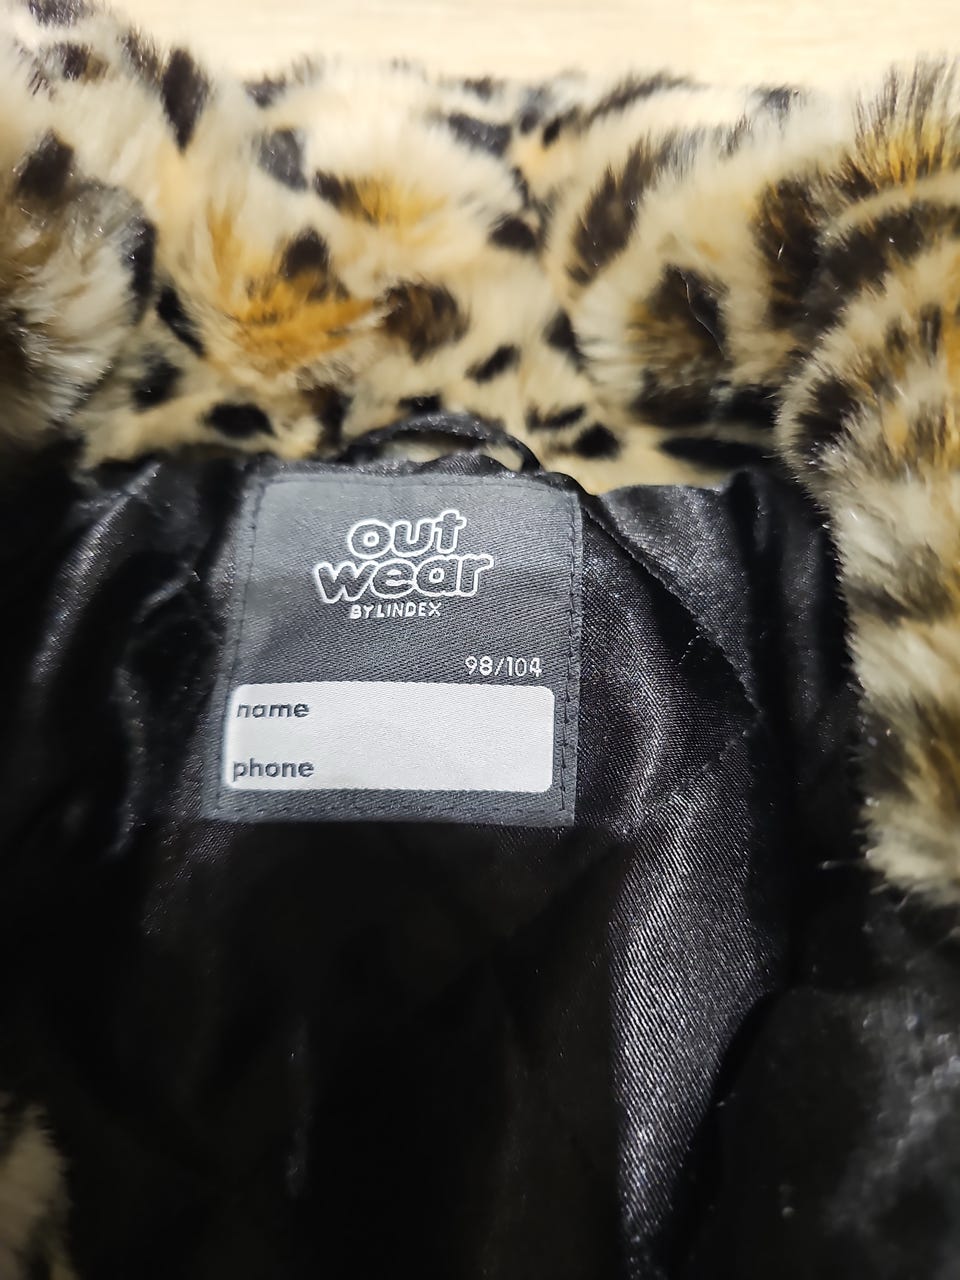 out
wear
BY LINDEX
98/104
name
phone